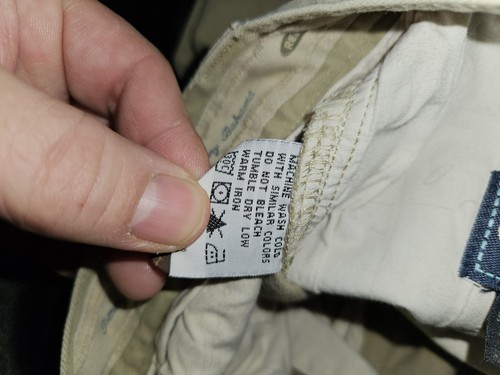 MACHINE WASH COLD
WITH SIMILAR COLORS
DO NOT BLEACH
TUMBLE DRY LOW
WARM IRON